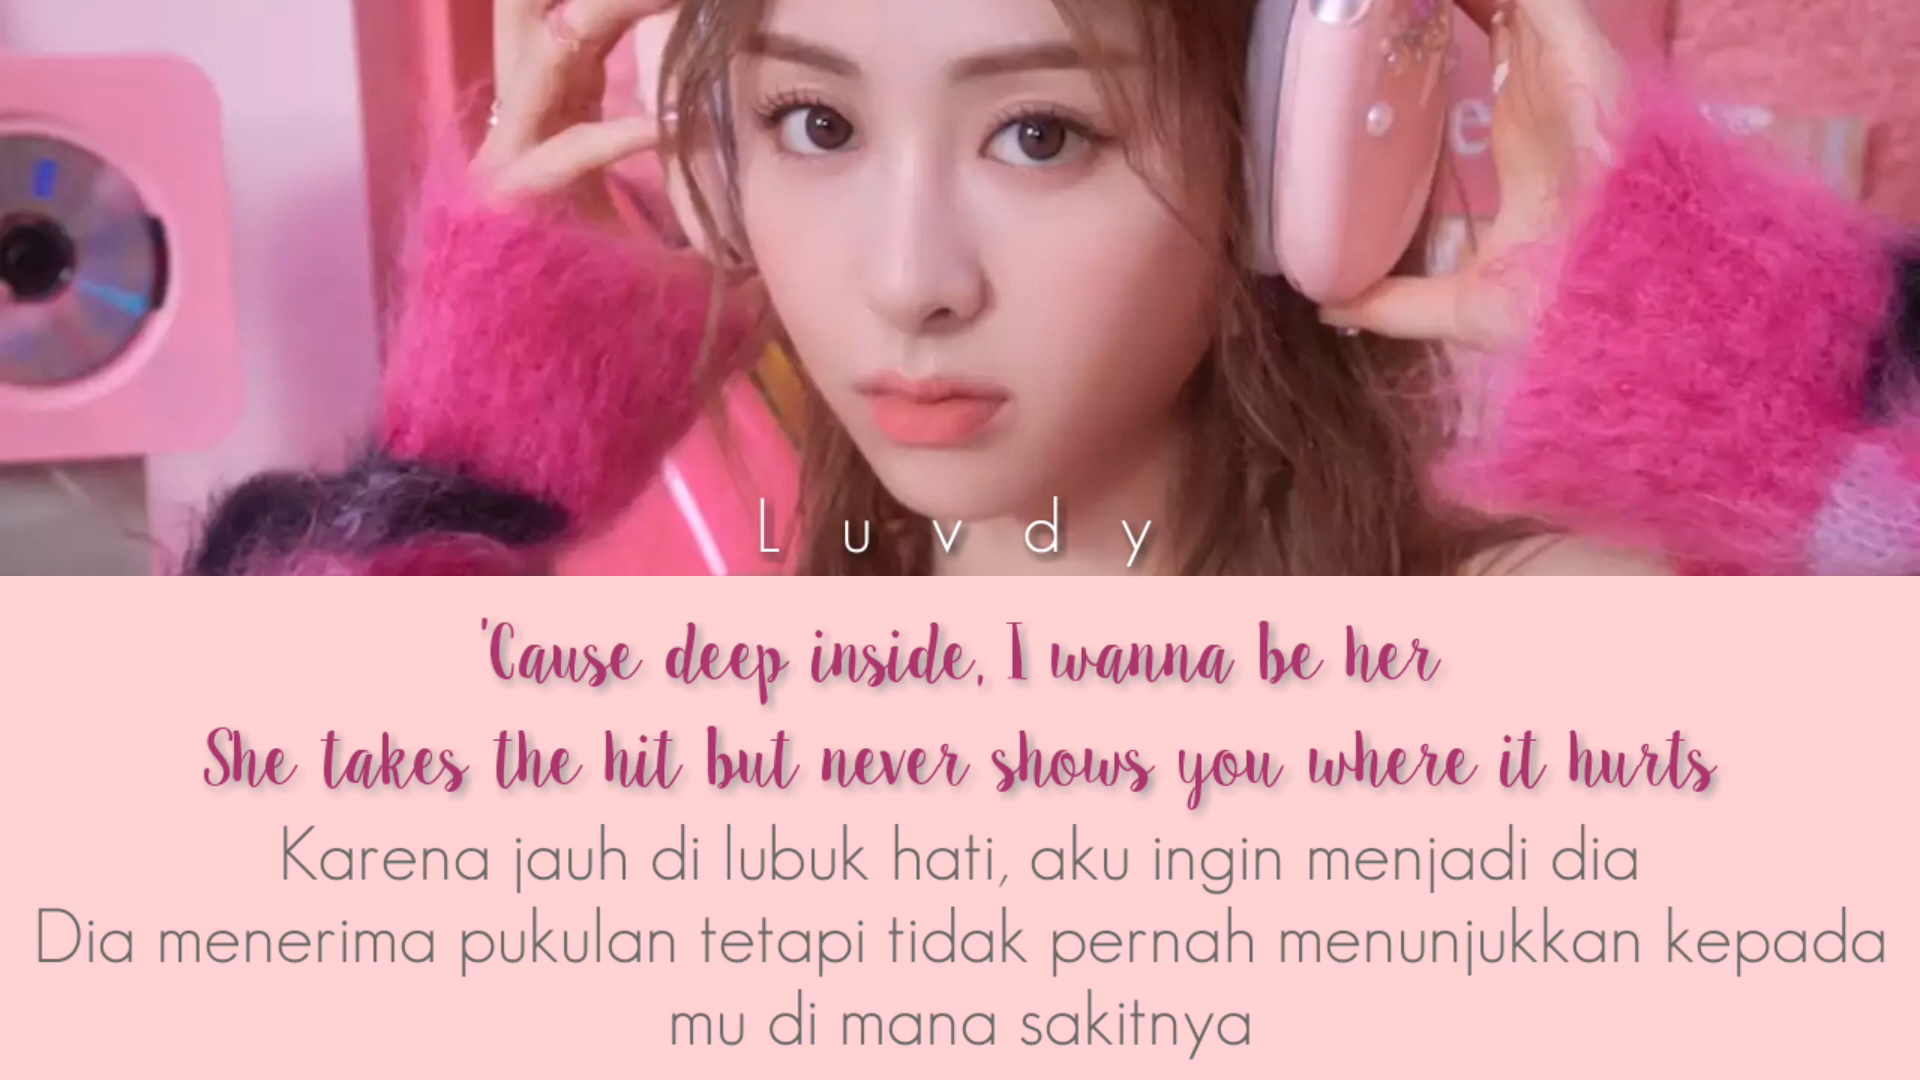 e
L u v d y
'Cause deep inside, I wanna be her
She takes the hit but never shows you where it hurts
Karena jauh di lubuk hati, aku ingin menjadi dia
Dia menerima pukulan tetapi tidak pernah menunjukkan kepada
mu di mana sakitnya